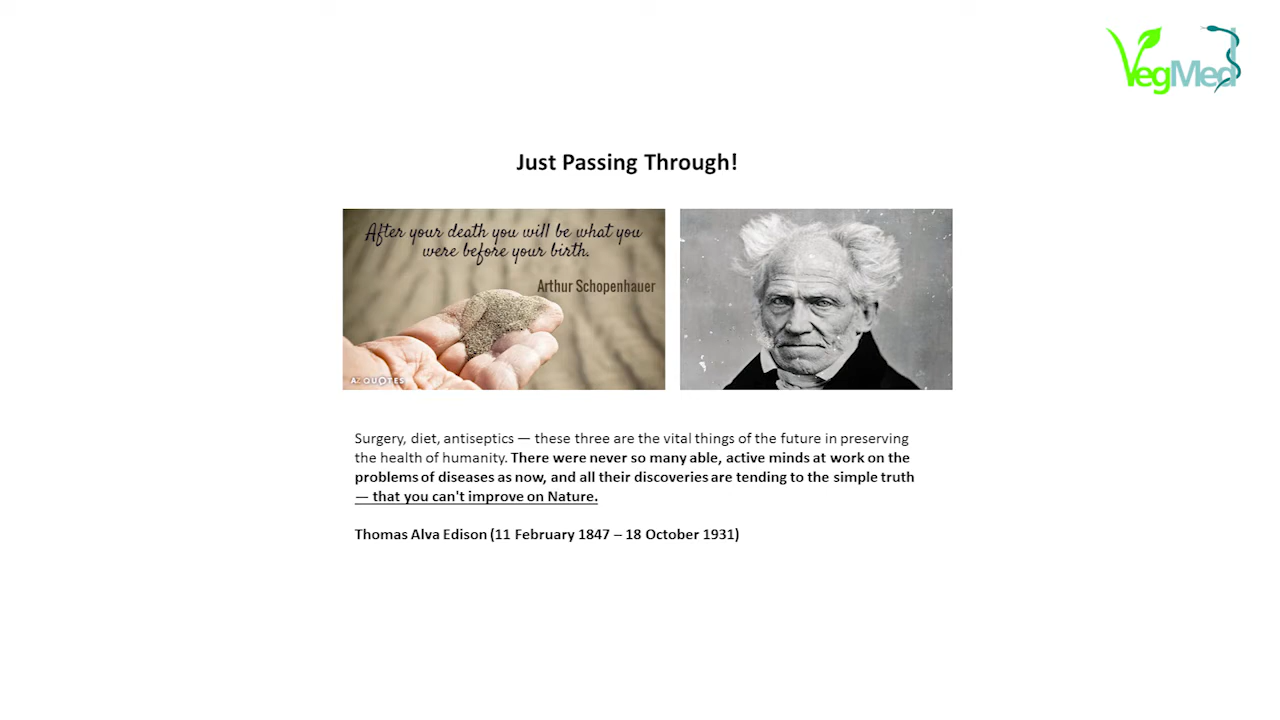 VegMed
Just Passing Through!
After your death you will be what you
were before your birth.
Arthur Schopenhauer
AZ QUOTES
Surgery, diet, antiseptics — these three are the vital things of the future in preserving
the health of humanity. There were never so many able, active minds at work on the
problems of diseases as now, and all their discoveries are tending to the simple truth
— that you can't improve on Nature.
Thomas Alva Edison (11 February 1847 – 18 October 1931)